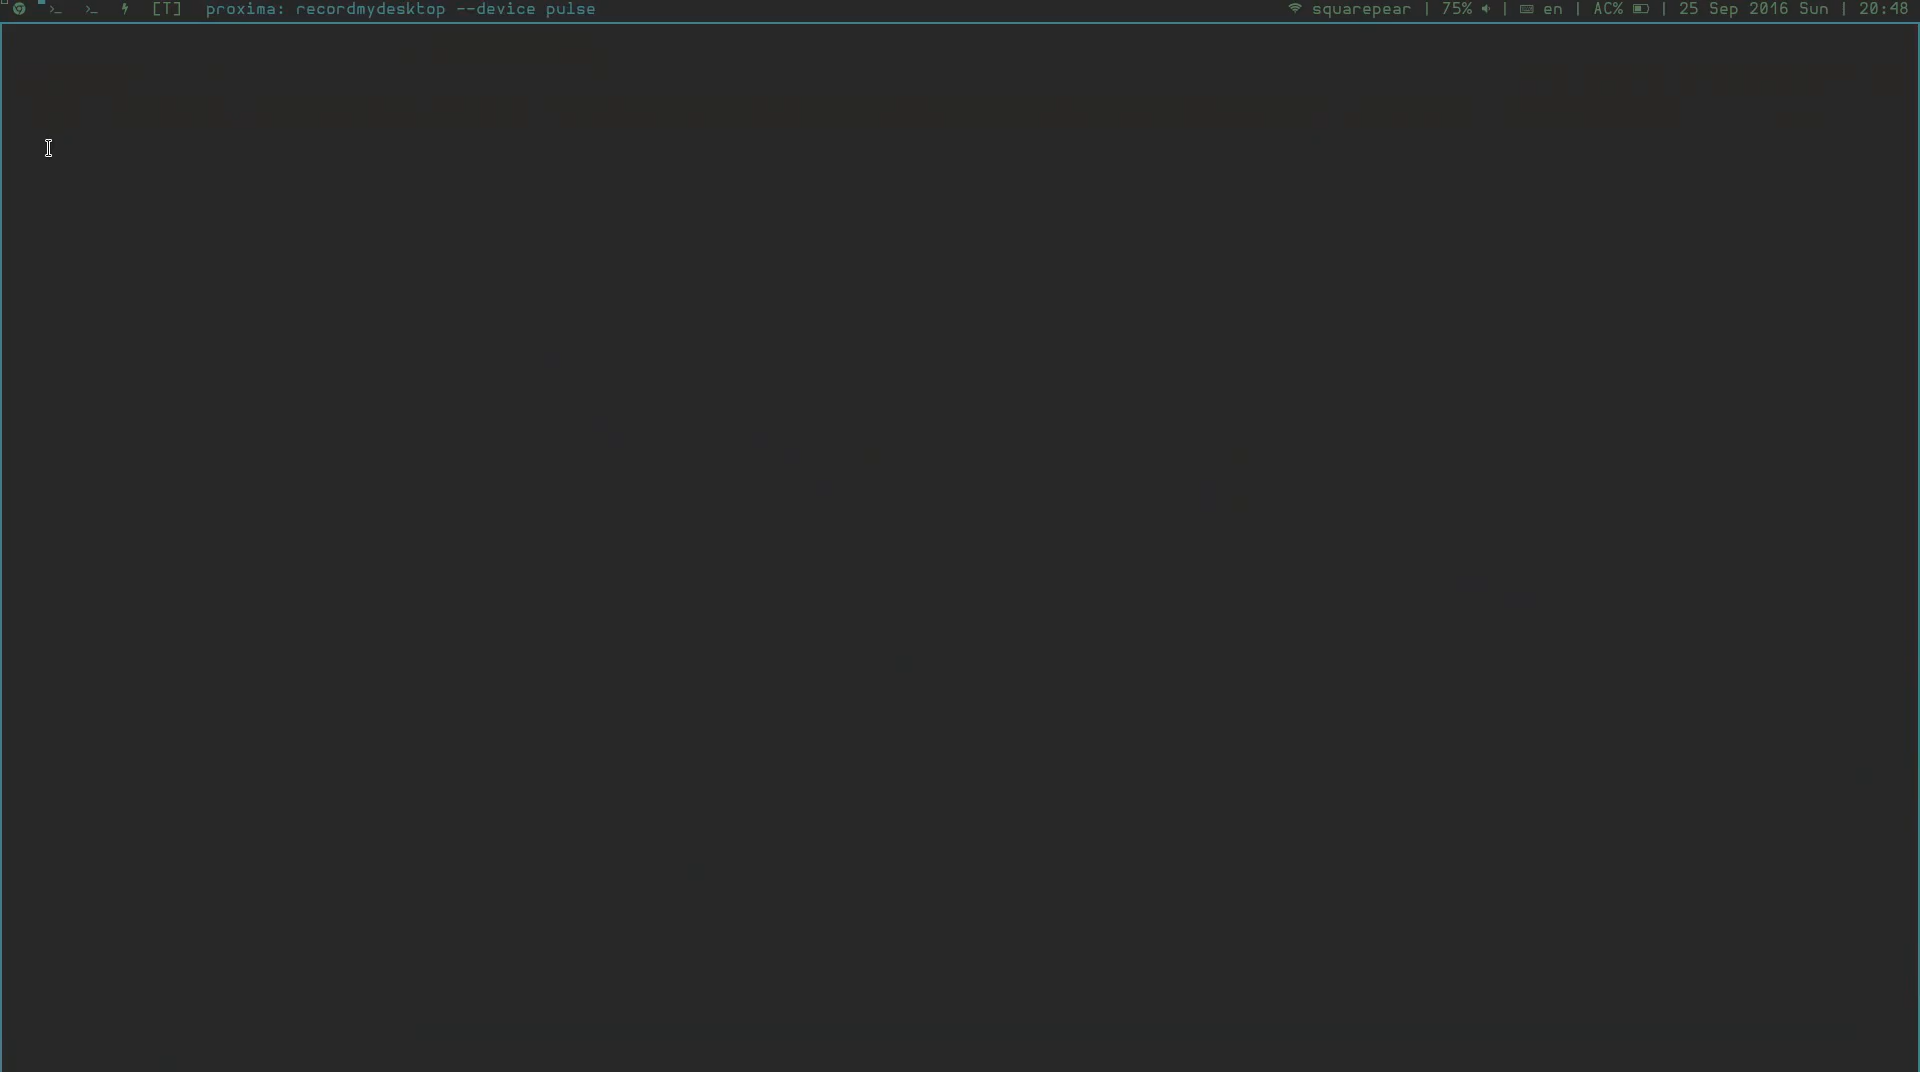 [T] proxima: recordmydesktop --device pulse squarepear | 75% | en | AC% | 25 Sep 2016 Sun | 20:48